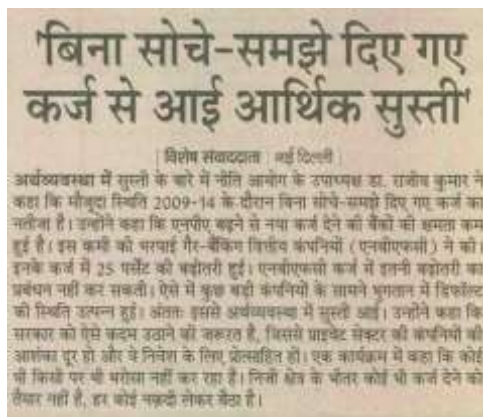 'बिना सोचे-समझे दिए गए
कर्ज से आई आर्थिक सुस्ती'
| विशेष संवाददाता | नई दिल्ली |
अर्थव्यवस्था में सुस्ती के बारे में नीति आयोग के उपाध्यक्ष डा. राजीव कुमार ने
कहा कि मौजूदा स्थिति 2009-14 के दौरान बिना सोचे-समझे दिए गए कर्ज का
नतीजा है। उन्होंने कहा कि एनपीए बढ़ने से नया कर्ज देने की बैंकों की क्षमता कम
हुई है। इस कमी की भरपाई गैर-बैंकिंग वित्तीय कंपनियों (एनबीएफसी) ने की।
इनके कर्ज में 25 पर्सेंट की बढ़ोतरी हुई। एनबीएफसी कर्ज में इतनी बढ़ोतरी का
प्रबंधन नहीं कर सकती। ऐसे में कुछ बड़ी कंपनियों के सामने भुगतान में डिफॉल्ट
की स्थिति उत्पन्न हुई। अंततः इससे अर्थव्यवस्था में सुस्ती आई। उन्होंने कहा कि
सरकार को ऐसे कदम उठाने की जरूरत है, जिससे प्राइवेट सेक्टर की कंपनियों की
आशंका दूर हो और वे निवेश के लिए प्रोत्साहित हों। एक कार्यक्रम में कहा कि कोई
भी किसी पर भी भरोसा नहीं कर रहा है। निजी क्षेत्र के भीतर कोई भी कर्ज देने को
तैयार नहीं है, हर कोई नकदी लेकर बैठा है।